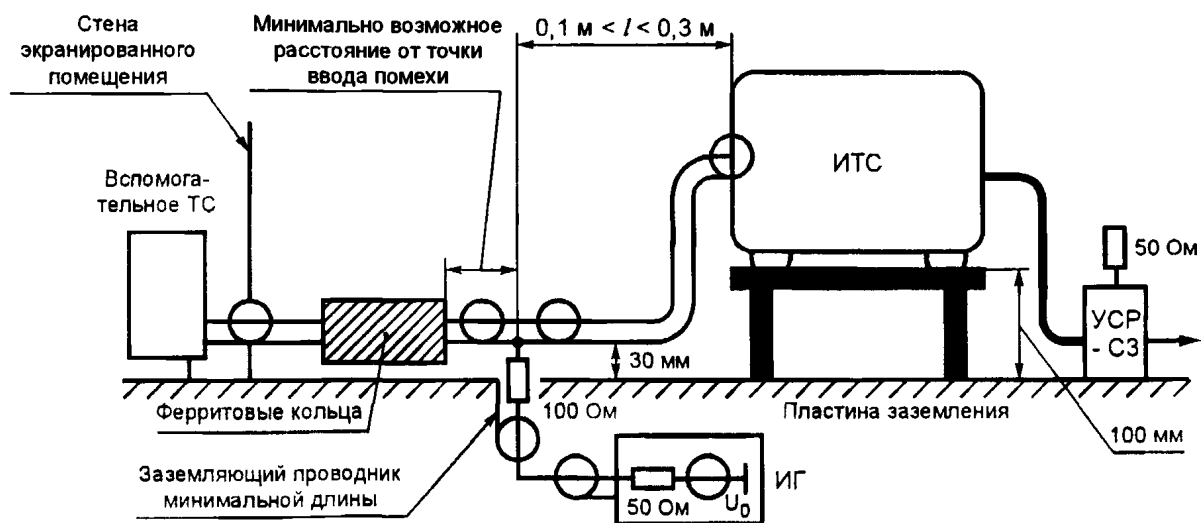 Стена
экранированного
помещения
Минимально возможное
расстояние от точки
ввода помехи
0,1 м < l < 0,3 м
Вспомога-
тельное ТС
ИТС
50 Ом
УСР
- СЗ
30 мм
100 Ом
Ферритовые кольца
Пластина заземления
100 мм
Заземляющий проводник
минимальной длины
50 Ом
U₀
ИГ